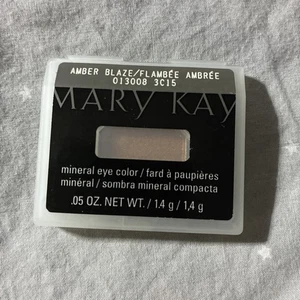 AMBER BLAZE/FLAMBÉE AMBRÉE
013008 3C15
MARY KAY
mineral eye color / fard à paupières
minéral / sombra mineral compacta
.05 OZ. NET WT. / 1.4 g / 1,4 g